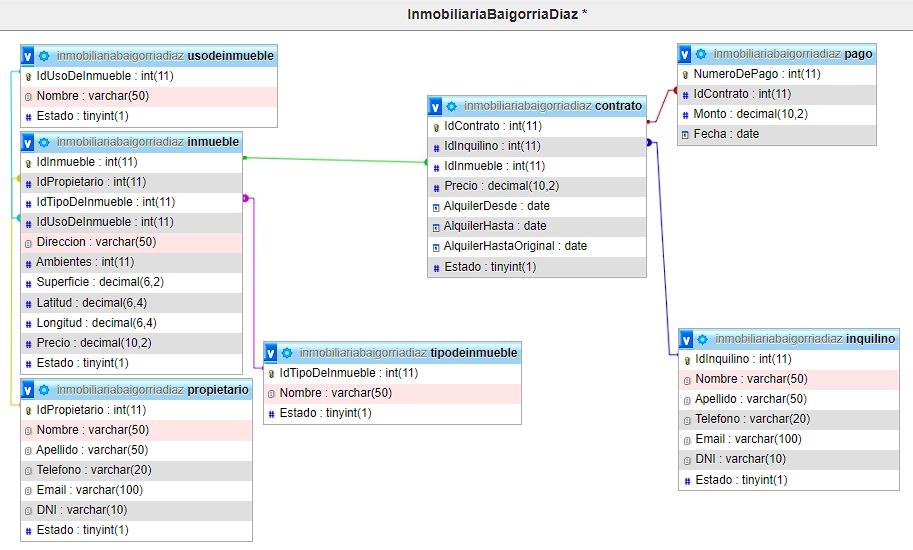 InmobiliariaBaigorriaDiaz *
v inmobiliariabaigorriadiaz usodeinmueble
IdUsoDeInmueble : int(11)
Nombre : varchar(50)
# Estado : tinyint(1)
v inmobiliariabaigorriadiaz inmueble
IdInmueble : int(11)
# IdPropietario : int(11)
# IdTipoDeInmueble : int(11)
# IdUsoDeInmueble : int(11)
Direccion : varchar(50)
# Ambientes : int(11)
# Superficie : decimal(6,2)
# Latitud : decimal(6,4)
# Longitud : decimal(6,4)
# Precio : decimal(10,2)
# Estado : tinyint(1)
v inmobiliariabaigorriadiaz propietario
IdPropietario : int(11)
Nombre : varchar(50)
Apellido : varchar(50)
Telefono : varchar(20)
Email : varchar(100)
DNI : varchar(10)
# Estado : tinyint(1)
v inmobiliariabaigorriadiaz tipodeinmueble
IdTipoDeInmueble : int(11)
Nombre : varchar(50)
# Estado : tinyint(1)
v inmobiliariabaigorriadiaz contrato
IdContrato : int(11)
# IdInquilino : int(11)
# IdInmueble : int(11)
# Precio : decimal(10,2)
AlquilerDesde : date
AlquilerHasta : date
AlquilerHastaOriginal : date
# Estado : tinyint(1)
v inmobiliariabaigorriadiaz pago
NumeroDePago : int(11)
# IdContrato : int(11)
# Monto : decimal(10,2)
Fecha : date
v inmobiliariabaigorriadiaz inquilino
IdInquilino : int(11)
Nombre : varchar(50)
Apellido : varchar(50)
Telefono : varchar(20)
Email : varchar(100)
DNI : varchar(10)
# Estado : tinyint(1)